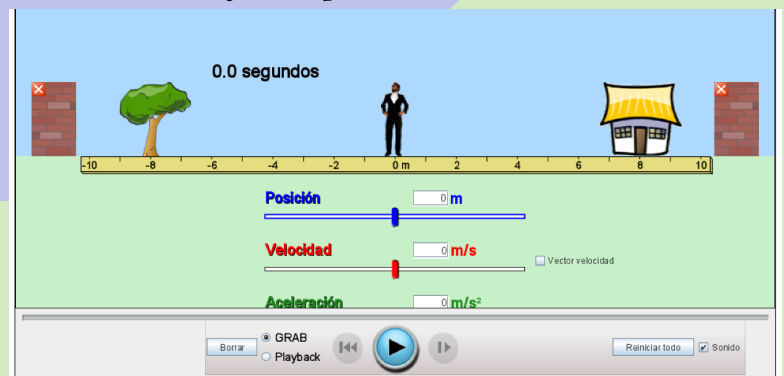 0.0 segundos
-10 -8 -6 -4 -2 0 m 2 4 6 8 10
Posición 0 m
Velocidad 0 m/s
Vector velocidad
Aceleración 0 m/s²
Borrar
GRAB
Playback
Reiniciar todo
Sonido